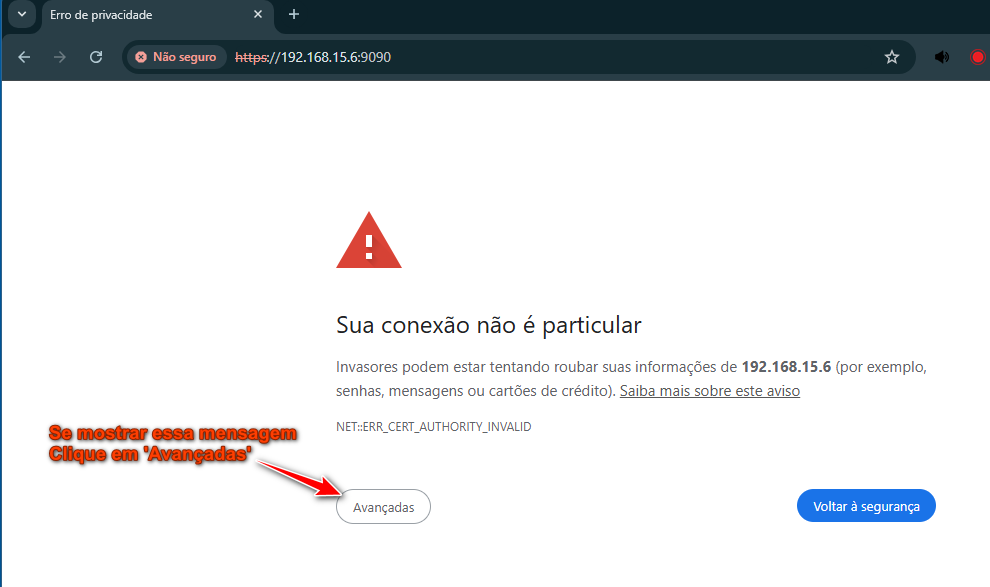 Erro de privacidade
Não seguro
https://192.168.15.6:9090
Sua conexão não é particular
Invasores podem estar tentando roubar suas informações de 192.168.15.6 (por exemplo,
senhas, mensagens ou cartões de crédito). Saiba mais sobre este aviso
NET::ERR_CERT_AUTHORITY_INVALID
Se mostrar essa mensagem
Clique em 'Avançadas'
Avançadas
Voltar à segurança